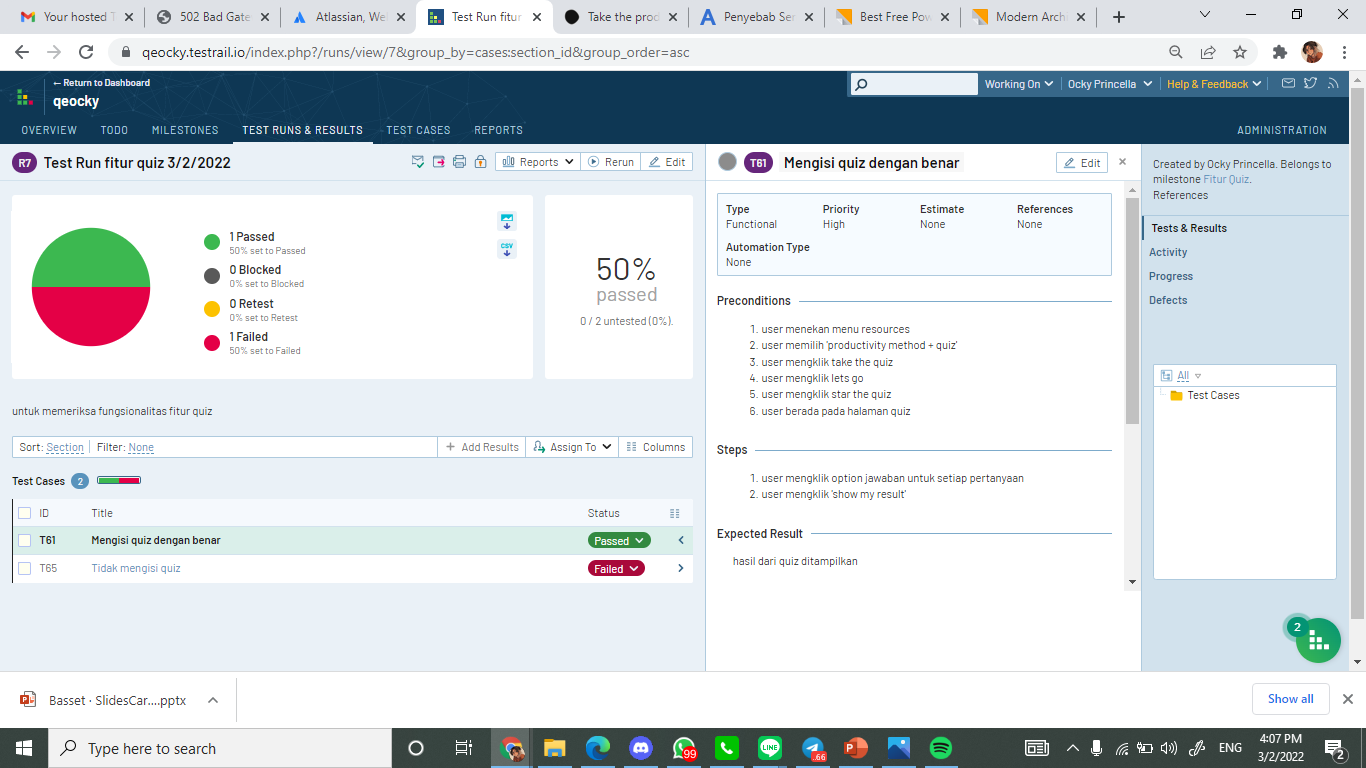 Your hosted T
502 Bad Gate
Atlassian, We
Test Run fitur
Take the prod
Penyebab Ser
Best Free Pow
Modern Archi
qeocky.testrail.io/index.php?/runs/view/7&group_by=cases:section_id&group_order=asc
← Return to Dashboard
qeocky
Working On
Ocky Princella
Help & Feedback
OVERVIEW
TODO
MILESTONES
TEST RUNS & RESULTS
TEST CASES
REPORTS
ADMINISTRATION
R7 Test Run fitur quiz 3/2/2022
Reports
Rerun
Edit
1 Passed
50% set to Passed
0 Blocked
0% set to Blocked
0 Retest
0% set to Retest
1 Failed
50% set to Failed
CSV
50%
passed
0 / 2 untested (0%).
untuk memeriksa fungsionalitas fitur quiz
Sort: Section | Filter: None
+ Add Results
Assign To
Columns
Test Cases 2
ID Title Status
T61 Mengisi quiz dengan benar Passed
T65 Tidak mengisi quiz Failed
T61 Mengisi quiz dengan benar
Edit
Type Priority Estimate References
Functional High None None
Automation Type
None
Preconditions
1. user menekan menu resources
2. user memilih 'productivity method + quiz'
3. user mengklik take the quiz
4. user mengklik lets go
5. user mengklik star the quiz
6. user berada pada halaman quiz
Steps
1. user mengklik option jawaban untuk setiap pertanyaan
2. user mengklik 'show my result'
Expected Result
hasil dari quiz ditampilkan
Created by Ocky Princella. Belongs to
milestone Fitur Quiz.
References
Tests & Results
Activity
Progress
Defects
All
Test Cases
2
Basset · SlidesCar....pptx
Show all
Type here to search
99
LINE
.66
ENG
4:07 PM
3/2/2022
2